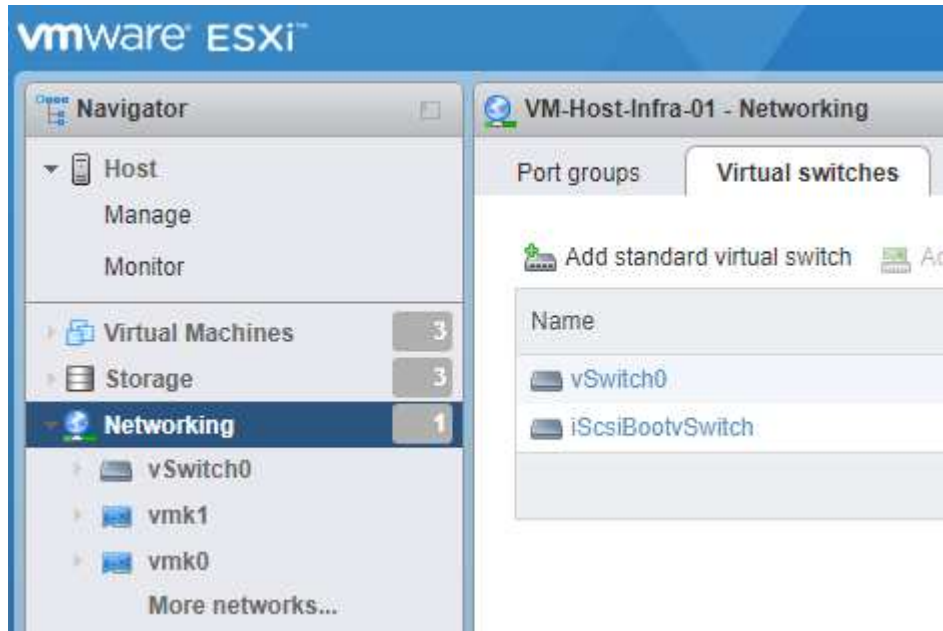 vmware ESXi™
Navigator
Host
Manage
Monitor
Virtual Machines 3
Storage 3
Networking 1
vSwitch0
vmk1
vmk0
More networks...
VM-Host-Infra-01 - Networking
Port groups Virtual switches
Add standard virtual switch
Name
vSwitch0
iScsiBootvSwitch